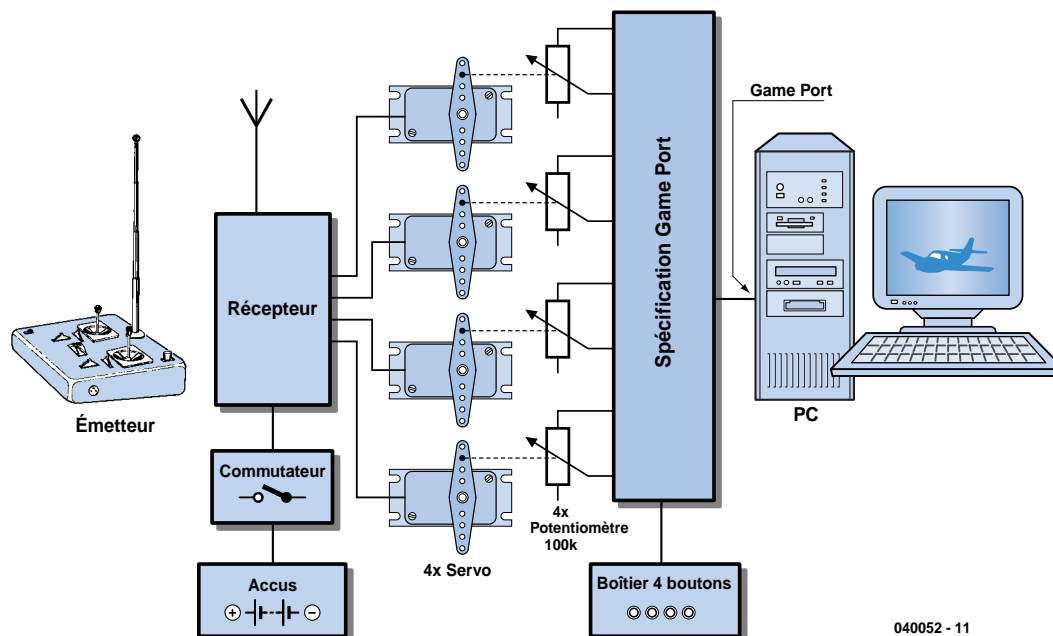 Émetteur
Récepteur
Commutateur
Accus
+ −
4x Servo
4x
Potentiomètre
100k
Spécification Game Port
Boîtier 4 boutons
Game Port
PC
040052 - 11